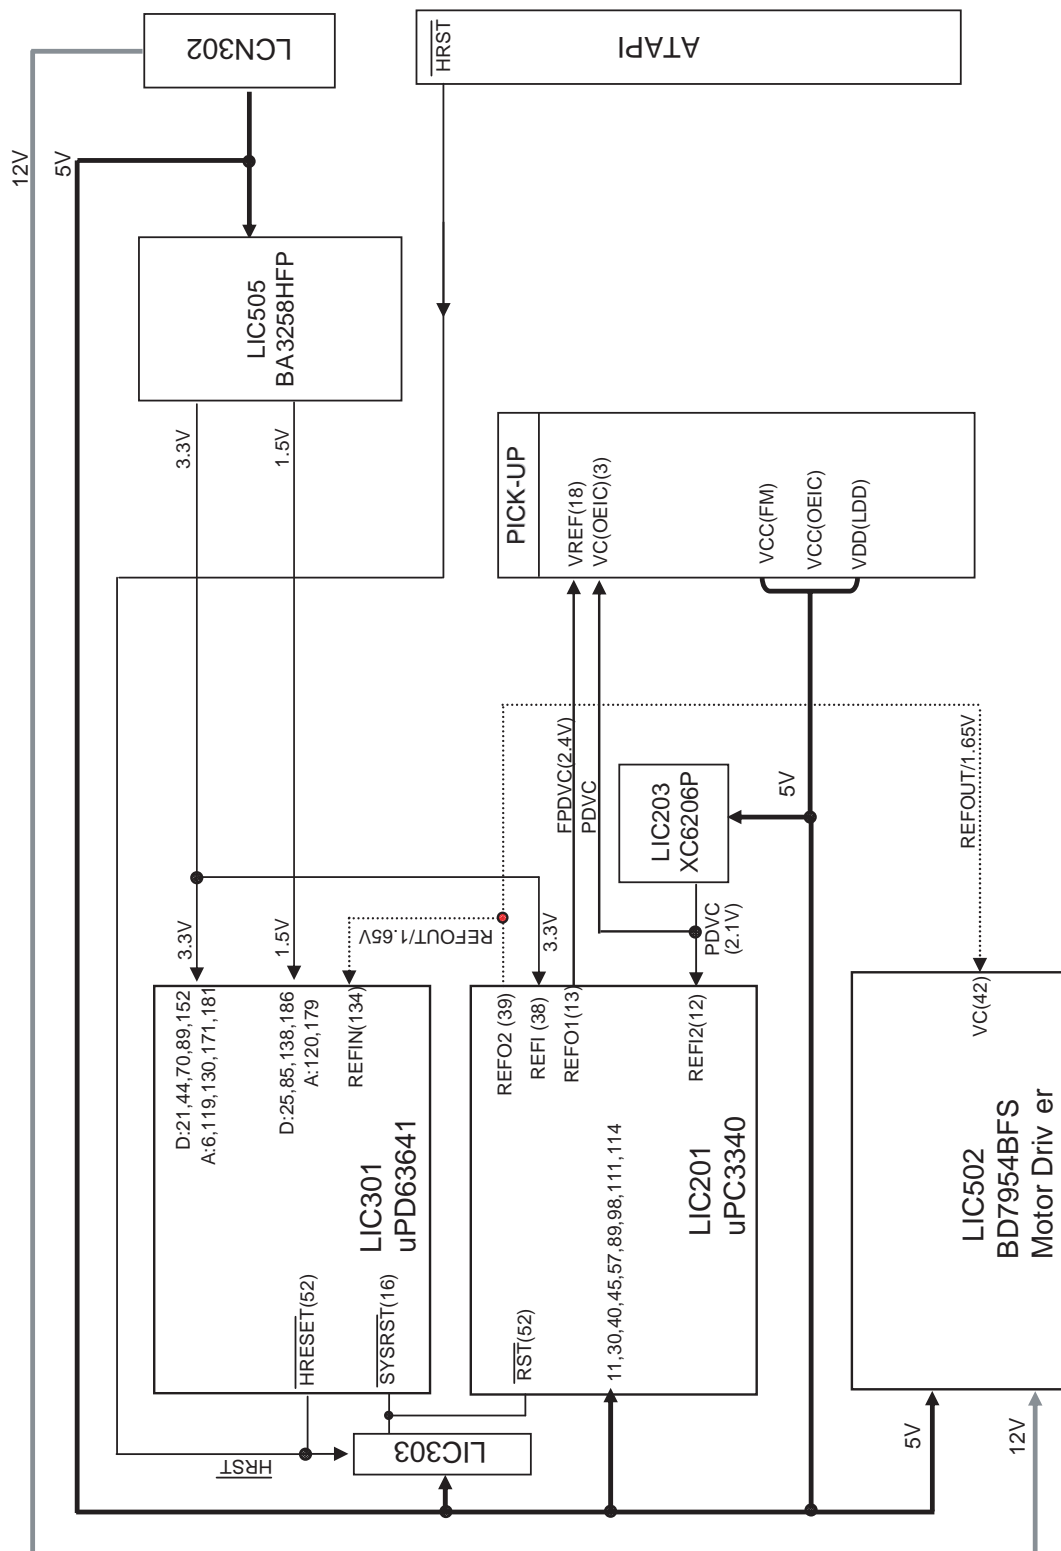 LCN302
12V
5V
HRST
ATAPI
LIC505
BA3258HFP
3.3V
1.5V
PICK-UP
VREF(18)
VC(OEIC)(3)
VCC(FM)
VCC(OEIC)
VDD(LDD)
FPDVC(2.4V)
PDVC
LIC203
XC6206P
5V
REFOUT/1.65V
3.3V
1.5V
REFOUT/1.65V
3.3V
PDVC
(2.1V)
D:21,44,70,89,152
A:6,119,130,171,181
D:25,85,138,186
A:120,179
REFIN(134)
LIC301
uPD63641
HRESET(52)
SYSRST(16)
REFO2 (39)
REFI (38)
REFO1(13)
REFI2(12)
LIC201
uPC3340
RST(52)
11,30,40,45,57,89,98,111,114
VC(42)
LIC502
BD7954BFS
Motor Driv er
HRST
LIC303
5V
12V